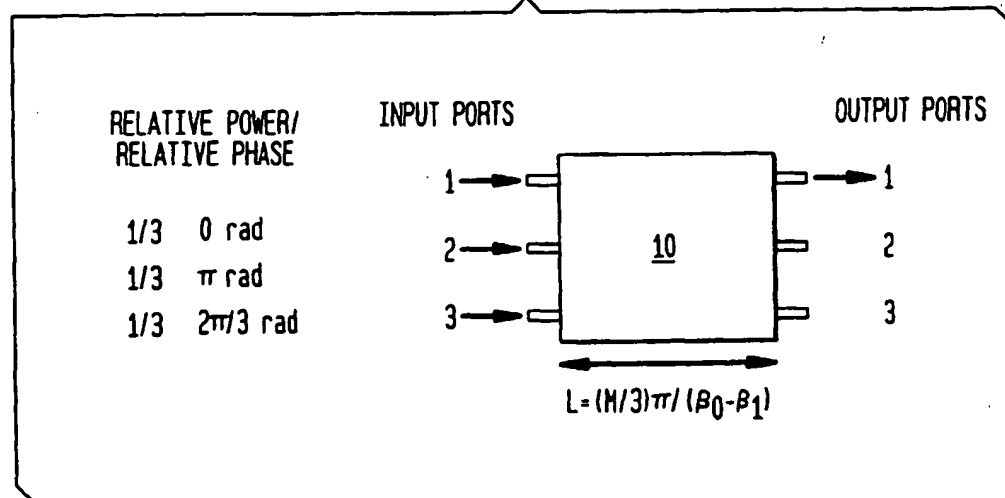 RELATIVE POWER/
RELATIVE PHASE
1/3 0 rad
1/3 π rad
1/3 2π/3 rad
INPUT PORTS
1
2
3
10
L=(M/3)π/(β0-β1)
OUTPUT PORTS
1
2
3